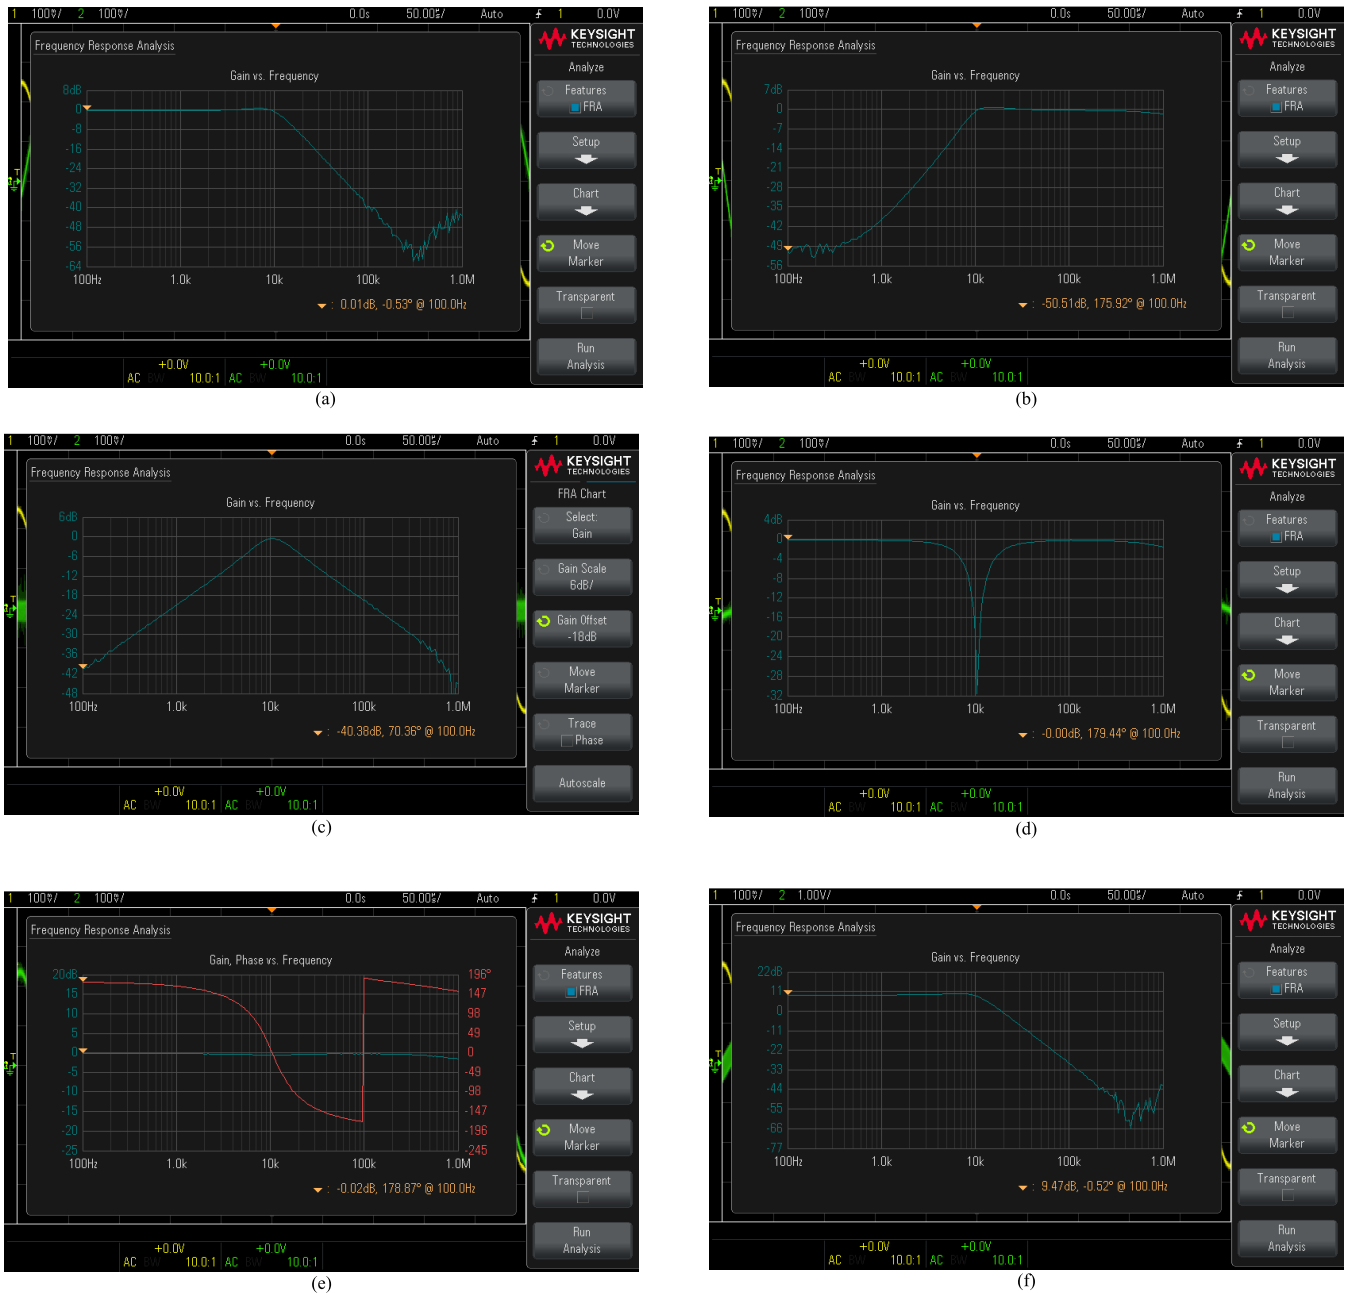 1 100mV/ 2 100mV/ 0.0s 50.00µs/ Auto 1 0.0V
Frequency Response Analysis
Gain vs. Frequency
8dB
0
-8
-16
-24
-32
-40
-48
-56
-64
100Hz 1.0k 10k 100k 1.0M
: 0.01dB, -0.53° @ 100.0Hz
KEYSIGHT
TECHNOLOGIES
Analyze
Features
FRA
Setup
Chart
Move
Marker
Transparent
Run
Analysis
T
+0.0V +0.0V
AC BW 10.0:1 AC BW 10.0:1
(a)
1 100mV/ 2 100mV/ 0.0s 50.00µs/ Auto 1 0.0V
Frequency Response Analysis
Gain vs. Frequency
7dB
0
-7
-14
-21
-28
-35
-42
-49
-56
100Hz 1.0k 10k 100k 1.0M
: -50.51dB, 175.92° @ 100.0Hz
KEYSIGHT
TECHNOLOGIES
Analyze
Features
FRA
Setup
Chart
Move
Marker
Transparent
Run
Analysis
T
+0.0V +0.0V
AC BW 10.0:1 AC BW 10.0:1
(b)
1 100mV/ 2 100mV/ 0.0s 50.00µs/ Auto 1 0.0V
Frequency Response Analysis
Gain vs. Frequency
6dB
0
-6
-12
-18
-24
-30
-36
-42
-48
100Hz 1.0k 10k 100k 1.0M
: -40.38dB, 70.36° @ 100.0Hz
KEYSIGHT
TECHNOLOGIES
FRA Chart
Select:
Gain
Gain Scale
6dB/
Gain Offset
-18dB
Move
Marker
Trace
Phase
Autoscale
T
+0.0V +0.0V
AC BW 10.0:1 AC BW 10.0:1
(c)
1 100mV/ 2 100mV/ 0.0s 50.00µs/ Auto 1 0.0V
Frequency Response Analysis
Gain vs. Frequency
4dB
0
-4
-8
-12
-16
-20
-24
-28
-32
100Hz 1.0k 10k 100k 1.0M
: -0.00dB, 179.44° @ 100.0Hz
KEYSIGHT
TECHNOLOGIES
Analyze
Features
FRA
Setup
Chart
Move
Marker
Transparent
Run
Analysis
T
+0.0V +0.0V
AC BW 10.0:1 AC BW 10.0:1
(d)
1 100mV/ 2 100mV/ 0.0s 50.00µs/ Auto 1 0.0V
Frequency Response Analysis
Gain, Phase vs. Frequency
20dB 196°
15 147
10 98
5 49
0 0
-5 -49
-10 -98
-15 -147
-20 -196
-25 -245
100Hz 1.0k 10k 100k 1.0M
: -0.02dB, 178.87° @ 100.0Hz
KEYSIGHT
TECHNOLOGIES
Analyze
Features
FRA
Setup
Chart
Move
Marker
Transparent
Run
Analysis
T
+0.0V +0.0V
AC BW 10.0:1 AC BW 10.0:1
(e)
1 100mV/ 2 1.00V/ 0.0s 50.00µs/ Auto 1 0.0V
Frequency Response Analysis
Gain vs. Frequency
22dB
11
0
-11
-22
-33
-44
-55
-66
-77
100Hz 1.0k 10k 100k 1.0M
: 9.47dB, -0.52° @ 100.0Hz
KEYSIGHT
TECHNOLOGIES
Analyze
Features
FRA
Setup
Chart
Move
Marker
Transparent
Run
Analysis
T
+0.0V +0.0V
AC BW 10.0:1 AC BW 10.0:1
(f)